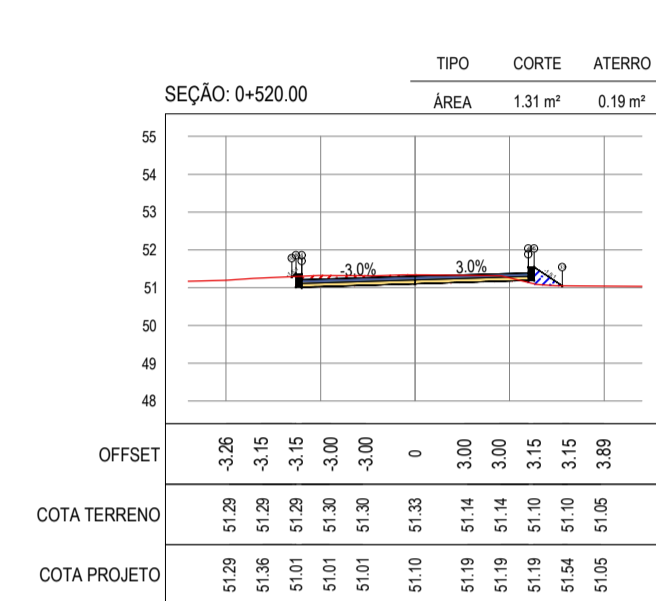 TIPO CORTE ATERRO
SEÇÃO: 0+520.00
ÁREA 1.31 m² 0.19 m²
55
54
53
52
-3.0% 3.0%
51
50
49
48
OFFSET -3.26 -3.15 -3.15 -3.00 -3.00 0 3.00 3.00 3.15 3.15 3.89
COTA TERRENO 51.29 51.29 51.29 51.30 51.30 51.33 51.14 51.14 51.10 51.10 51.05
COTA PROJETO 51.29 51.36 51.01 51.01 51.01 51.10 51.19 51.19 51.19 51.54 51.05